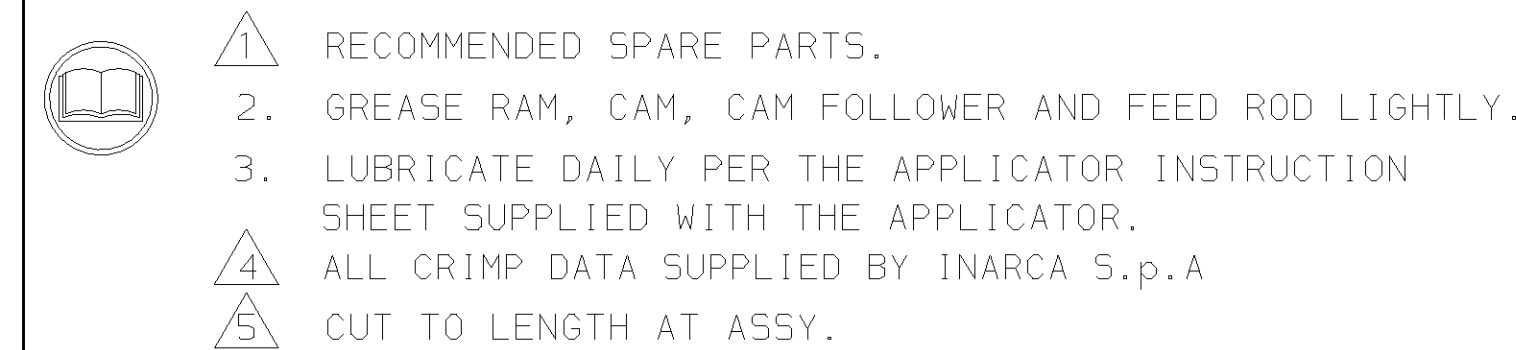 1 RECOMMENDED SPARE PARTS.
2. GREASE RAM, CAM, CAM FOLLOWER AND FEED ROD LIGHTLY.
3. LUBRICATE DAILY PER THE APPLICATOR INSTRUCTION
SHEET SUPPLIED WITH THE APPLICATOR.
4 ALL CRIMP DATA SUPPLIED BY INARCA S.p.A
5 CUT TO LENGTH AT ASSY.